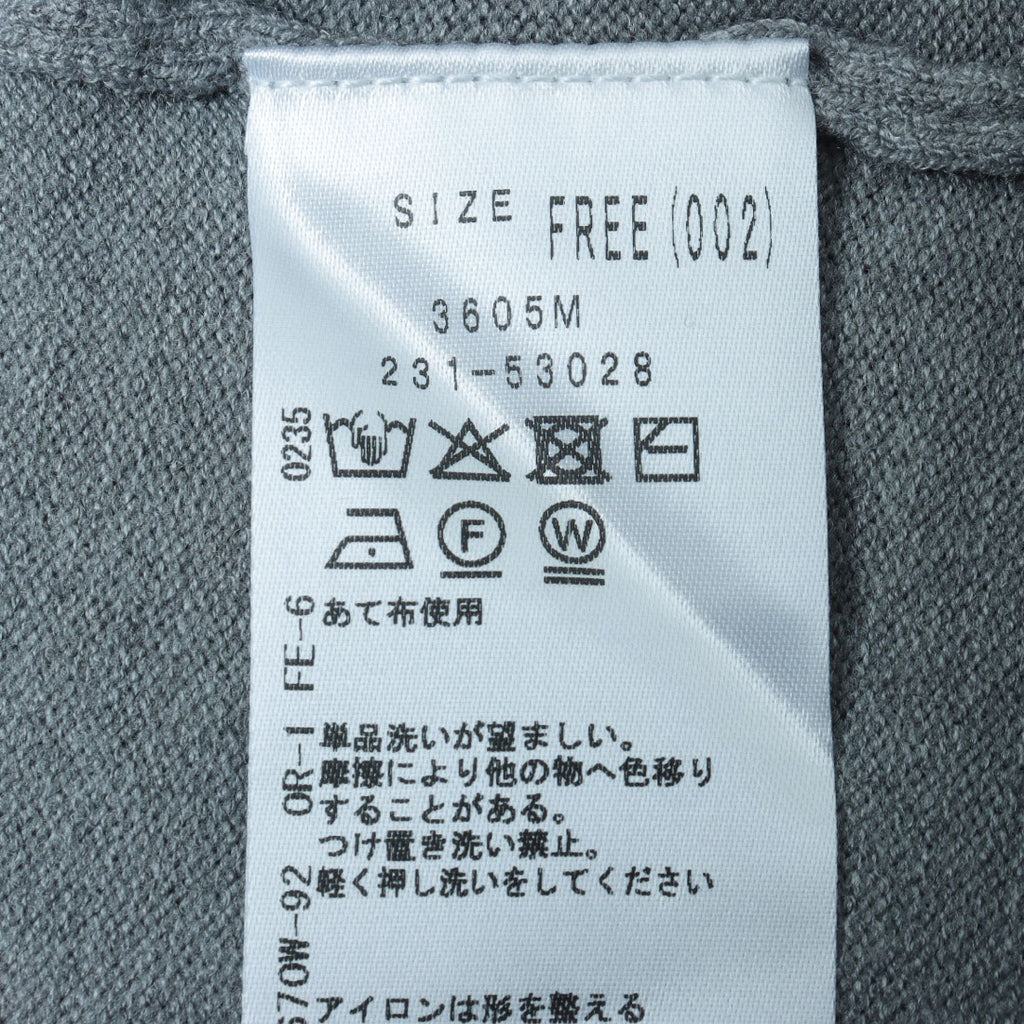 SIZE FREE(002)
3605M
231-53028
F W
あて布使用
単品洗いが望ましい。
摩擦により他の物へ色移り
することがある。
つけ置き洗い禁止。
軽く押し洗いをしてください
アイロンは形を整える
670W-92 OR-1 FE-6 0235